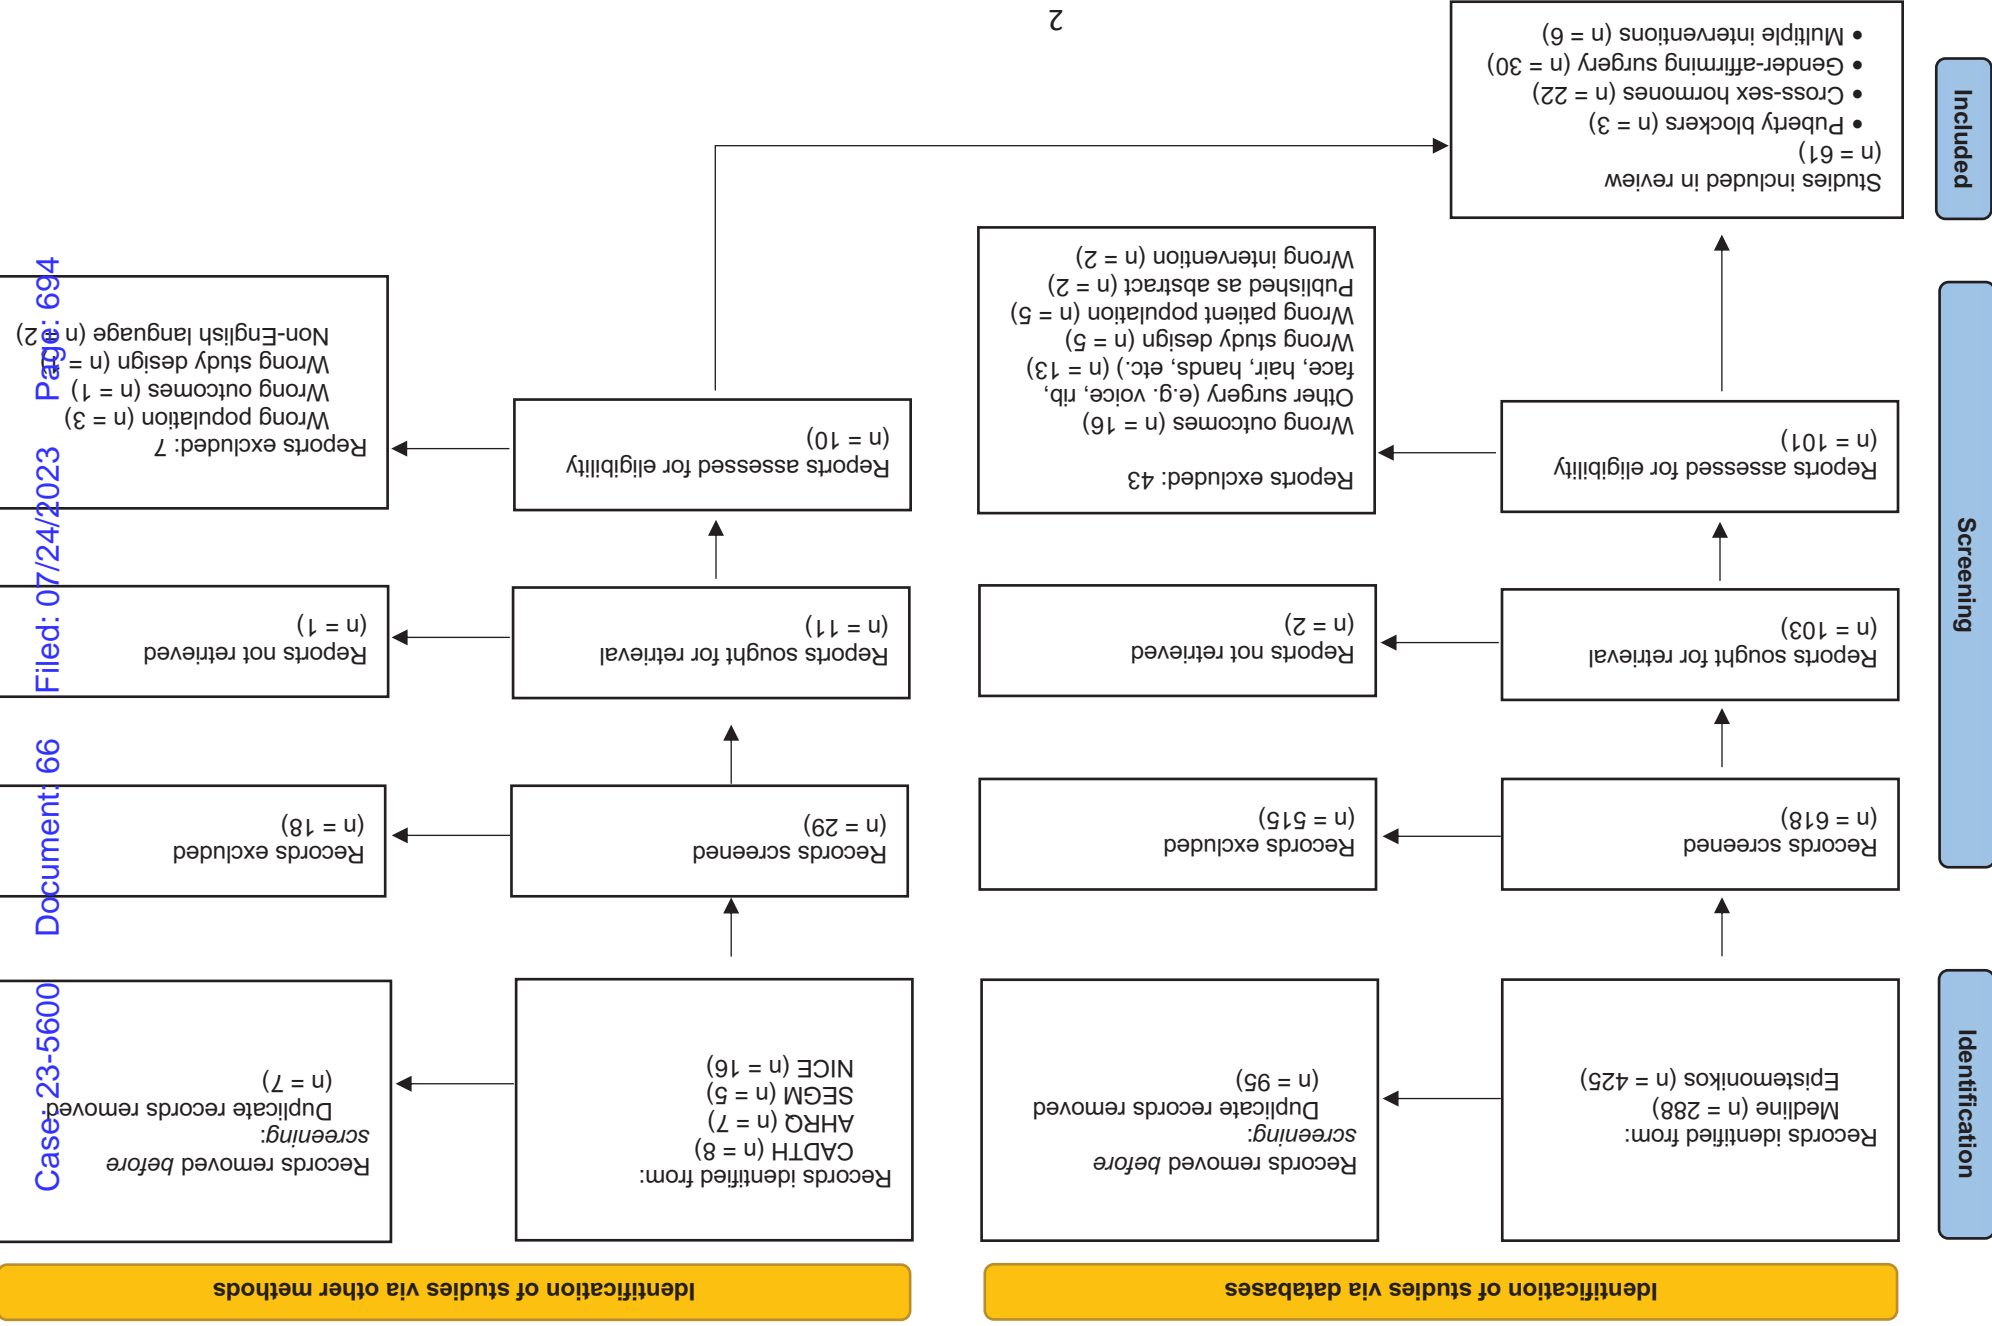 Identification of studies via databases
Identification of studies via other methods
Identification
Records identified from:
Medline (n = 288)
Epistemonikos (n = 425)
Records removed before
screening:
Duplicate records removed
(n = 95)
Records identified from:
CADTH (n = 8)
AHRQ (n = 7)
SEGM (n = 5)
NICE (n = 16)
Records removed before
screening:
Duplicate records removed
(n = 7)
Screening
Records screened
(n = 618)
Records excluded
(n = 515)
Records screened
(n = 29)
Records excluded
(n = 18)
Reports sought for retrieval
(n = 103)
Reports not retrieved
(n = 2)
Reports sought for retrieval
(n = 11)
Reports not retrieved
(n = 1)
Reports assessed for eligibility
(n = 101)
Reports excluded: 43
Wrong outcomes (n = 16)
Other surgery (e.g. voice, rib,
face, hair, hands, etc.) (n = 13)
Wrong study design (n = 5)
Wrong patient population (n = 5)
Published as abstract (n = 2)
Wrong intervention (n = 2)
Reports assessed for eligibility
(n = 10)
Reports excluded: 7
Wrong population (n = 3)
Wrong outcomes (n = 1)
Wrong study design (n =
Non-English language (n = 2)
Included
Studies included in review
(n = 61)
• Puberty blockers (n = 3)
• Cross-sex hormones (n = 22)
• Gender-affirming surgery (n = 30)
• Multiple interventions (n = 6)
2
Case: 23-5600 Document: 66 Filed: 07/24/2023 Page: 694